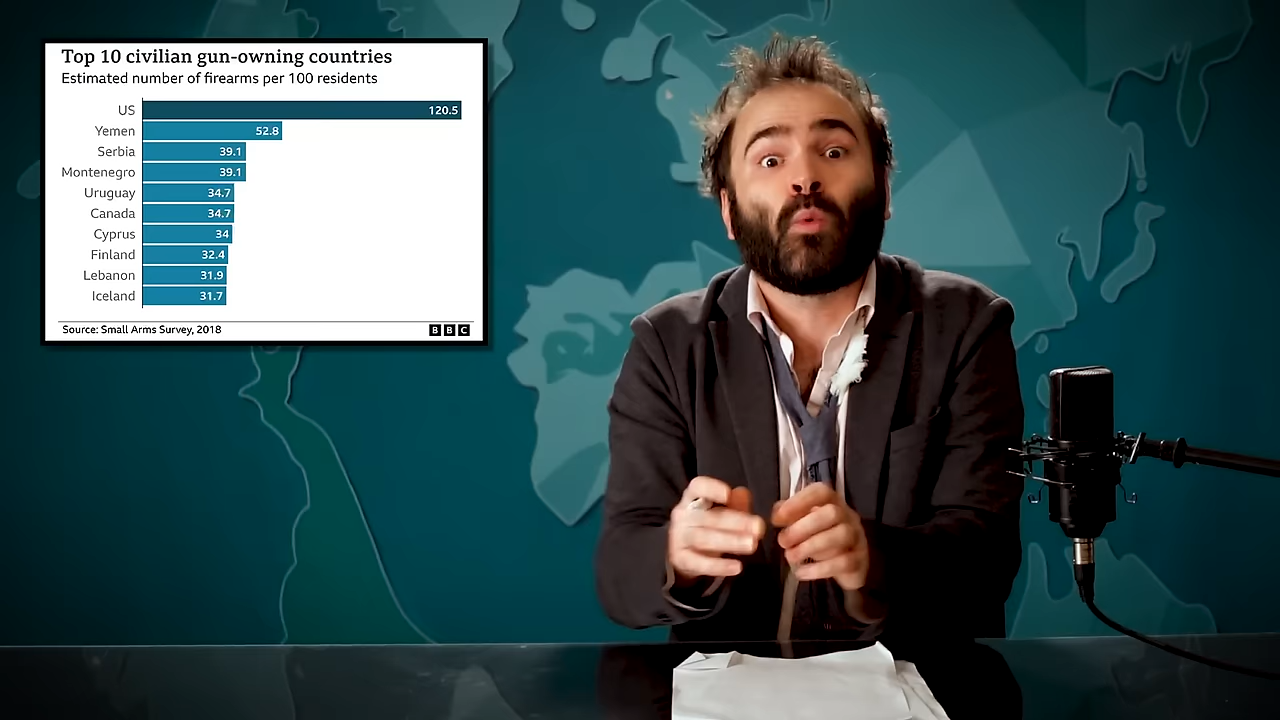 Top 10 civilian gun-owning countries
Estimated number of firearms per 100 residents
US 120.5
Yemen 52.8
Serbia 39.1
Montenegro 39.1
Uruguay 34.7
Canada 34.7
Cyprus 34
Finland 32.4
Lebanon 31.9
Iceland 31.7
Source: Small Arms Survey, 2018 BBC